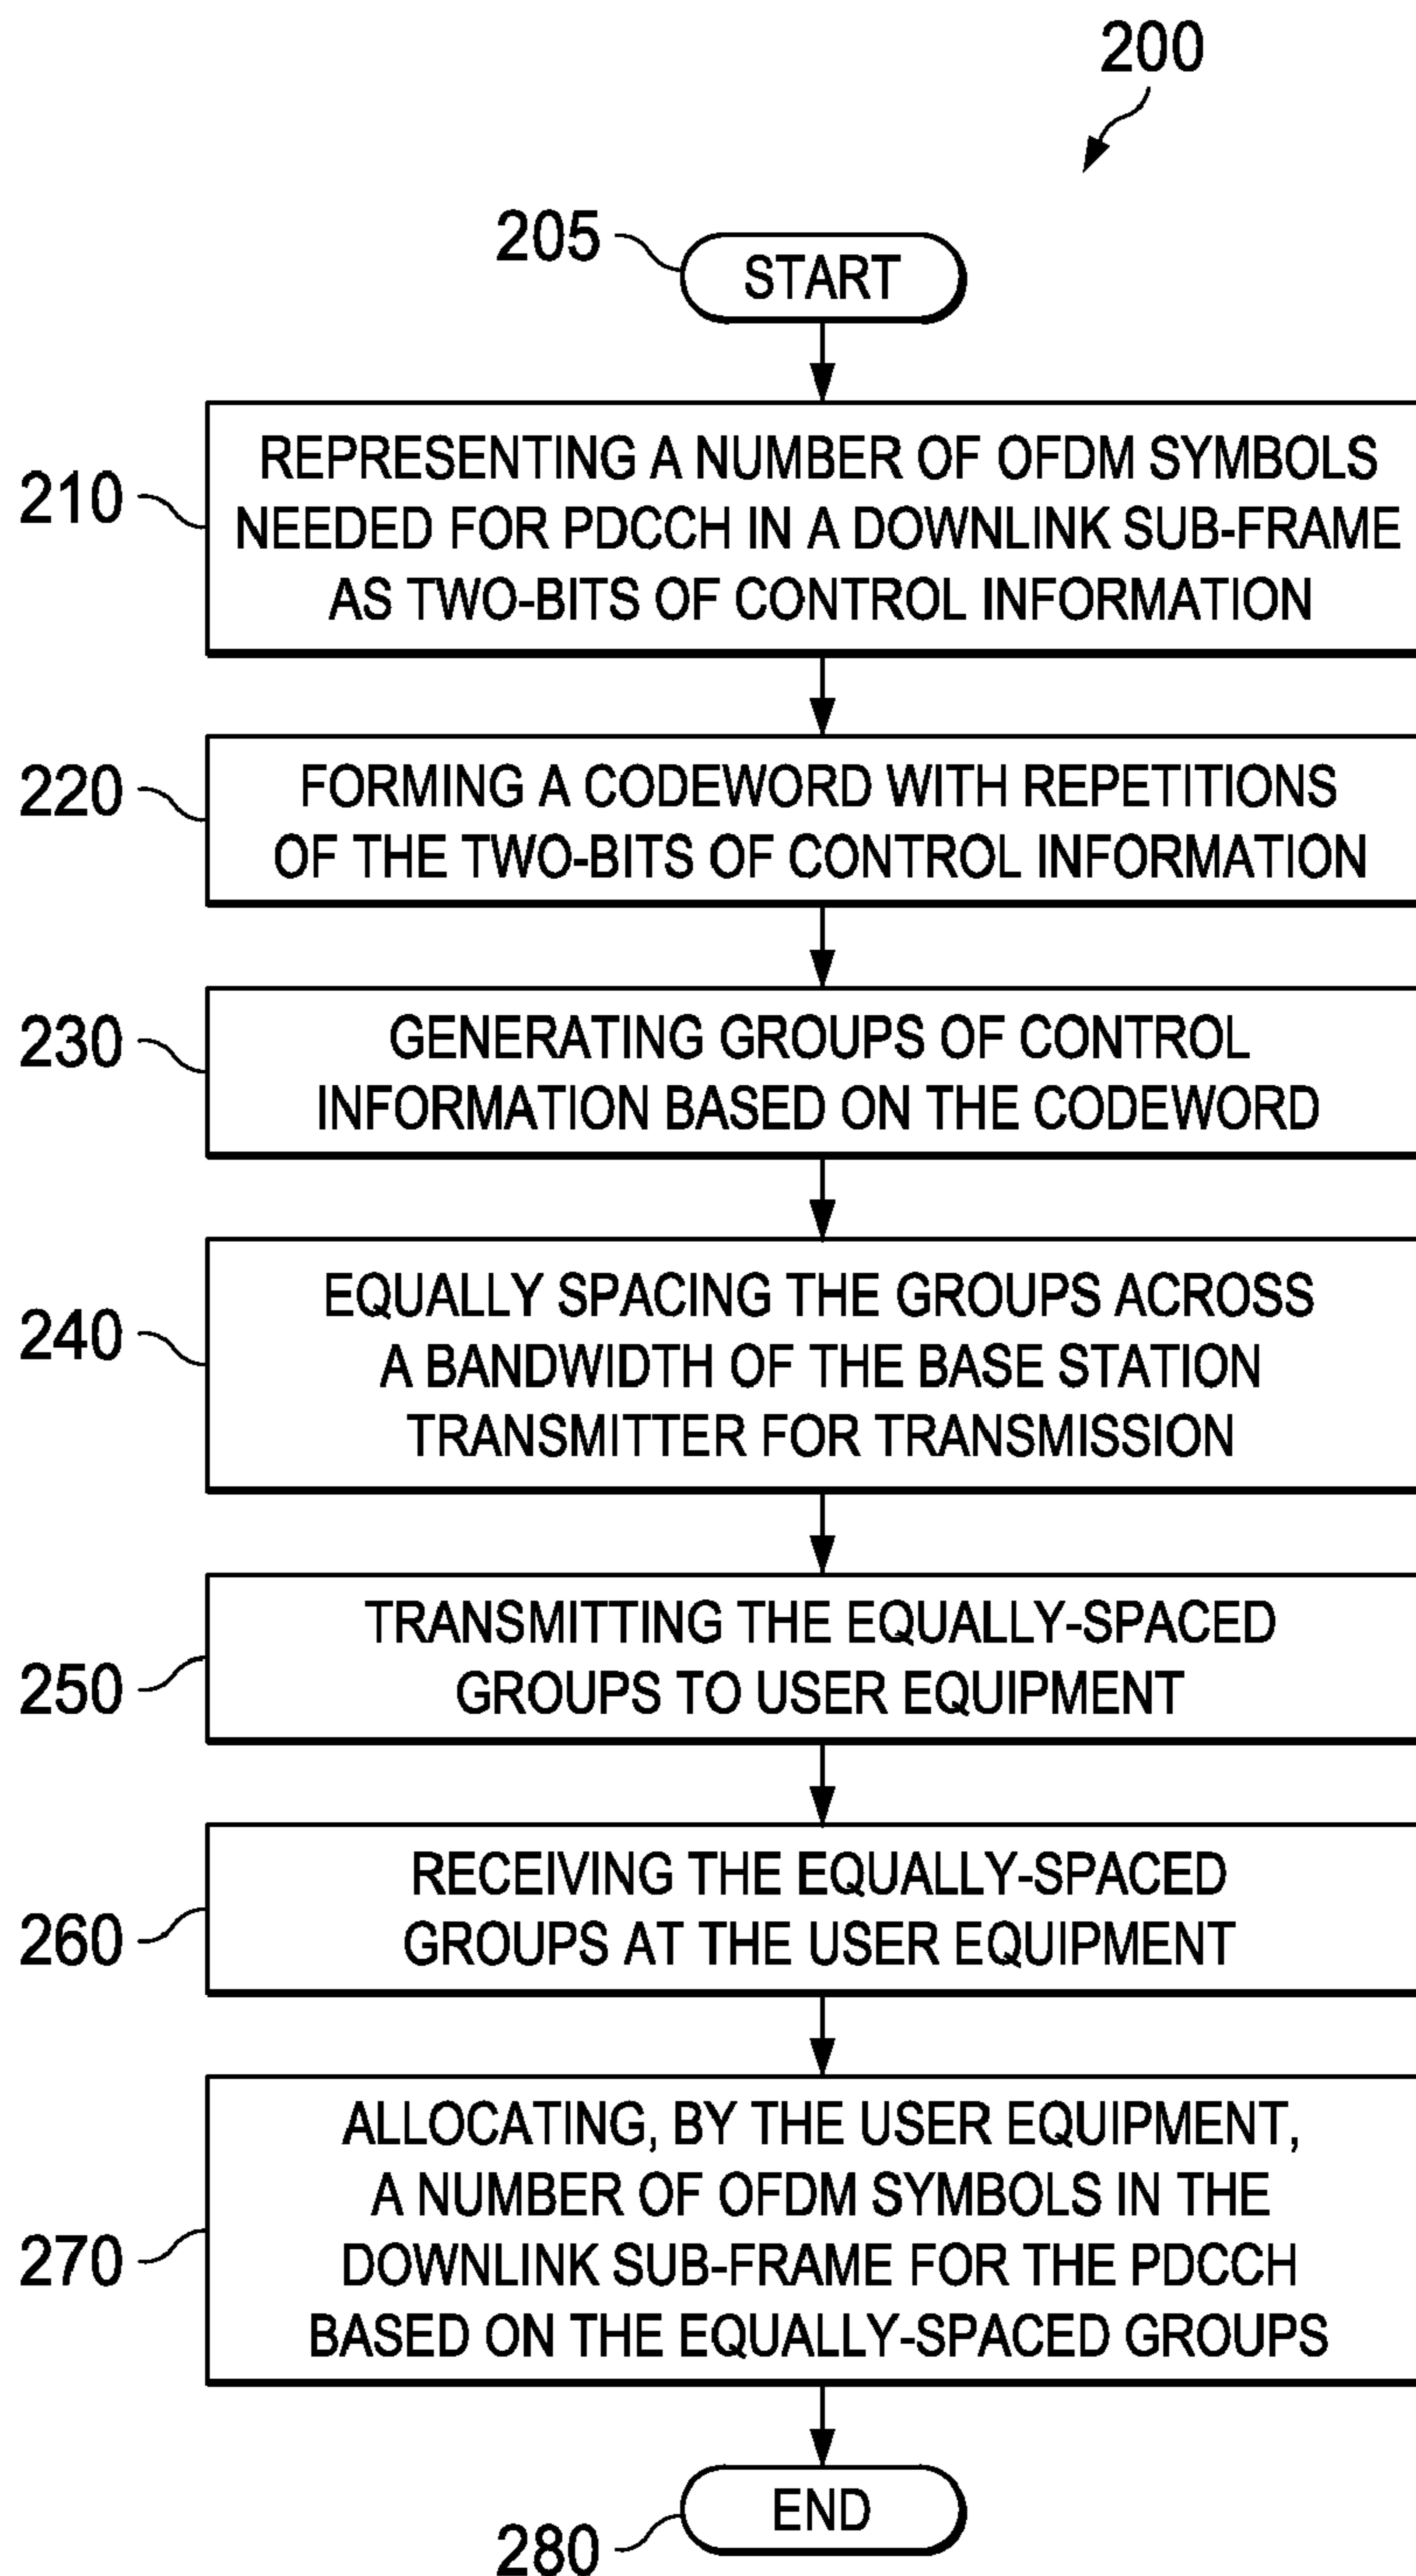 200
205
START
210
REPRESENTING A NUMBER OF OFDM SYMBOLS
NEEDED FOR PDCCH IN A DOWNLINK SUB-FRAME
AS TWO-BITS OF CONTROL INFORMATION
220
FORMING A CODEWORD WITH REPETITIONS
OF THE TWO-BITS OF CONTROL INFORMATION
230
GENERATING GROUPS OF CONTROL
INFORMATION BASED ON THE CODEWORD
240
EQUALLY SPACING THE GROUPS ACROSS
A BANDWIDTH OF THE BASE STATION
TRANSMITTER FOR TRANSMISSION
250
TRANSMITTING THE EQUALLY-SPACED
GROUPS TO USER EQUIPMENT
260
RECEIVING THE EQUALLY-SPACED
GROUPS AT THE USER EQUIPMENT
270
ALLOCATING, BY THE USER EQUIPMENT,
A NUMBER OF OFDM SYMBOLS IN THE
DOWNLINK SUB-FRAME FOR THE PDCCH
BASED ON THE EQUALLY-SPACED GROUPS
280
END